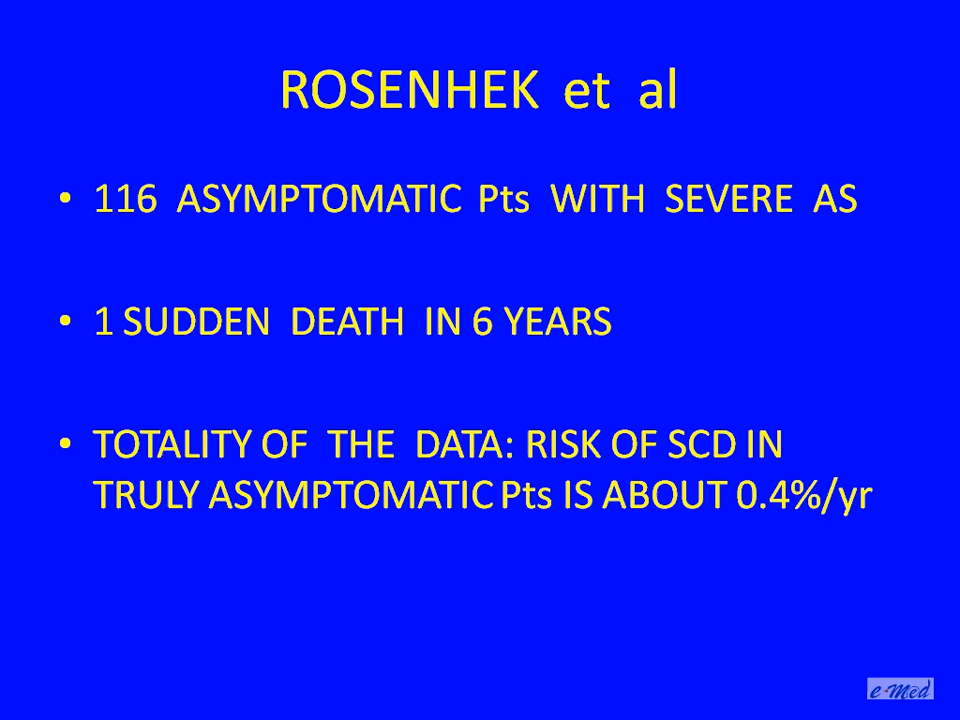 ROSENHEK et al
• 116 ASYMPTOMATIC Pts WITH SEVERE AS
• 1 SUDDEN DEATH IN 6 YEARS
• TOTALITY OF THE DATA: RISK OF SCD IN
TRULY ASYMPTOMATIC Pts IS ABOUT 0.4%/yr
e-Med